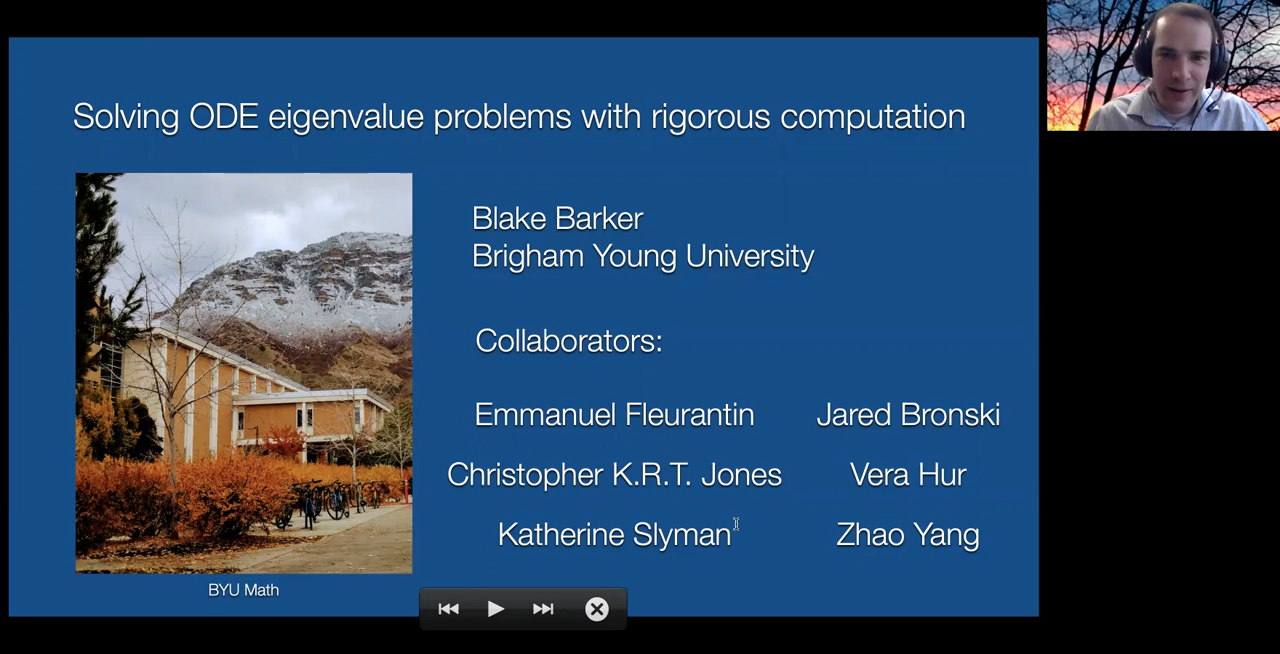 Solving ODE eigenvalue problems with rigorous computation
Blake Barker
Brigham Young University
Collaborators:
Emmanuel Fleurantin
Jared Bronski
Christopher K.R.T. Jones
Vera Hur
Katherine Slyman
Zhao Yang
BYU Math